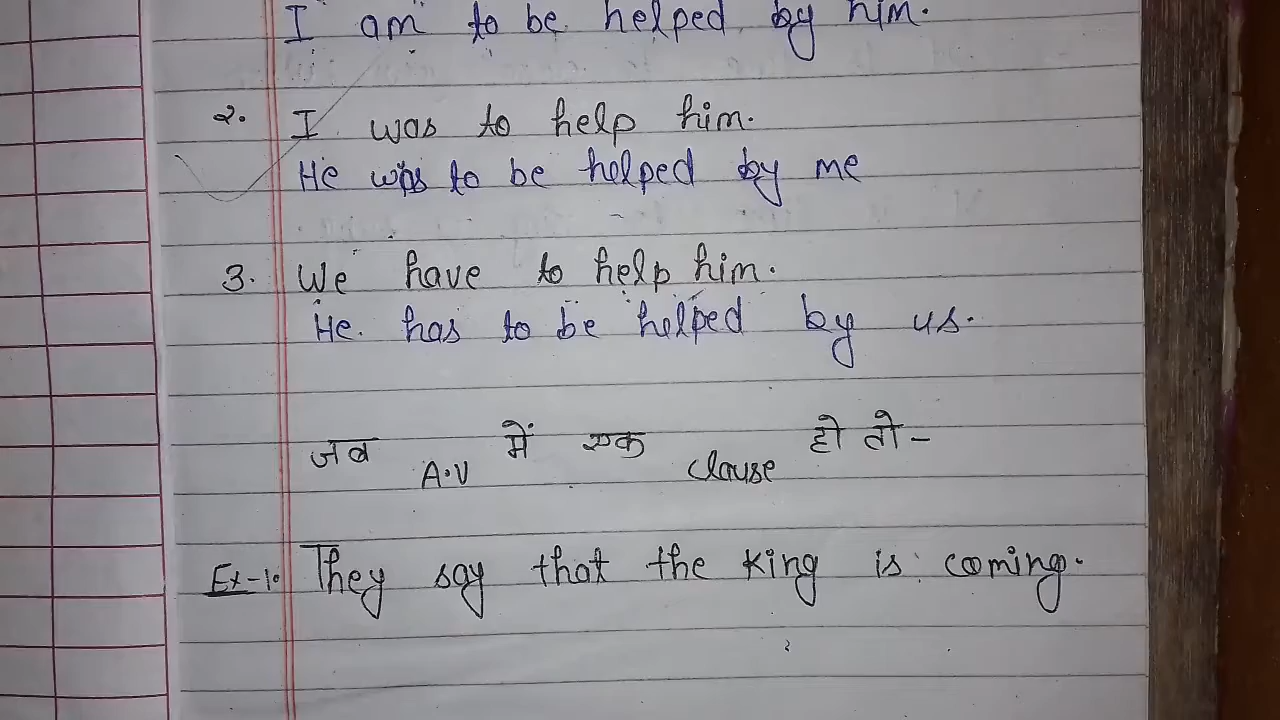 I am to be helped by him.
2. I was to help him.
He was to be helped by me
3. We have to help him.
He. has to be helped by us.
जब A.V में एक clause हो तो-
Ex-1. They say that the king is coming.